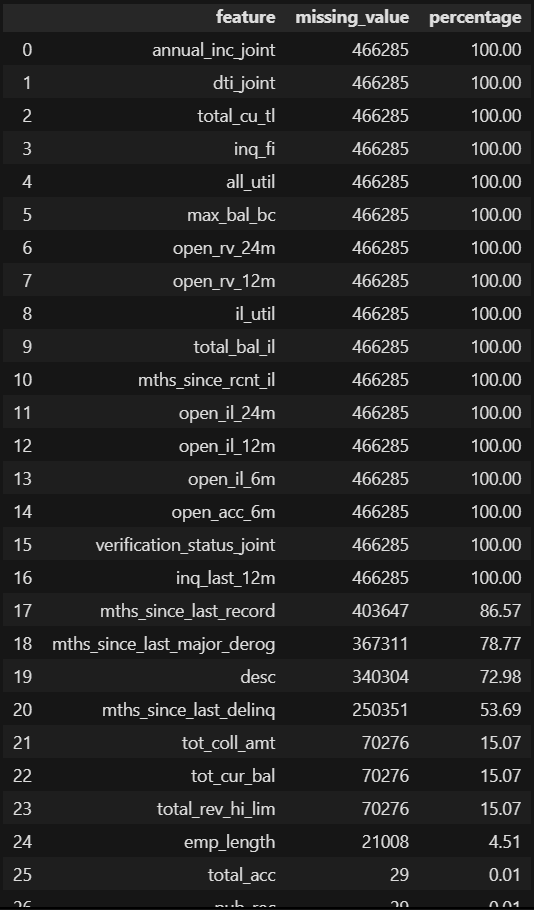 feature missing_value percentage
0 annual_inc_joint 466285 100.00
1 dti_joint 466285 100.00
2 total_cu_tl 466285 100.00
3 inq_fi 466285 100.00
4 all_util 466285 100.00
5 max_bal_bc 466285 100.00
6 open_rv_24m 466285 100.00
7 open_rv_12m 466285 100.00
8 il_util 466285 100.00
9 total_bal_il 466285 100.00
10 mths_since_rcnt_il 466285 100.00
11 open_il_24m 466285 100.00
12 open_il_12m 466285 100.00
13 open_il_6m 466285 100.00
14 open_acc_6m 466285 100.00
15 verification_status_joint 466285 100.00
16 inq_last_12m 466285 100.00
17 mths_since_last_record 403647 86.57
18 mths_since_last_major_derog 367311 78.77
19 desc 340304 72.98
20 mths_since_last_delinq 250351 53.69
21 tot_coll_amt 70276 15.07
22 tot_cur_bal 70276 15.07
23 total_rev_hi_lim 70276 15.07
24 emp_length 21008 4.51
25 total_acc 29 0.01
26 pub_rec 29 0.01